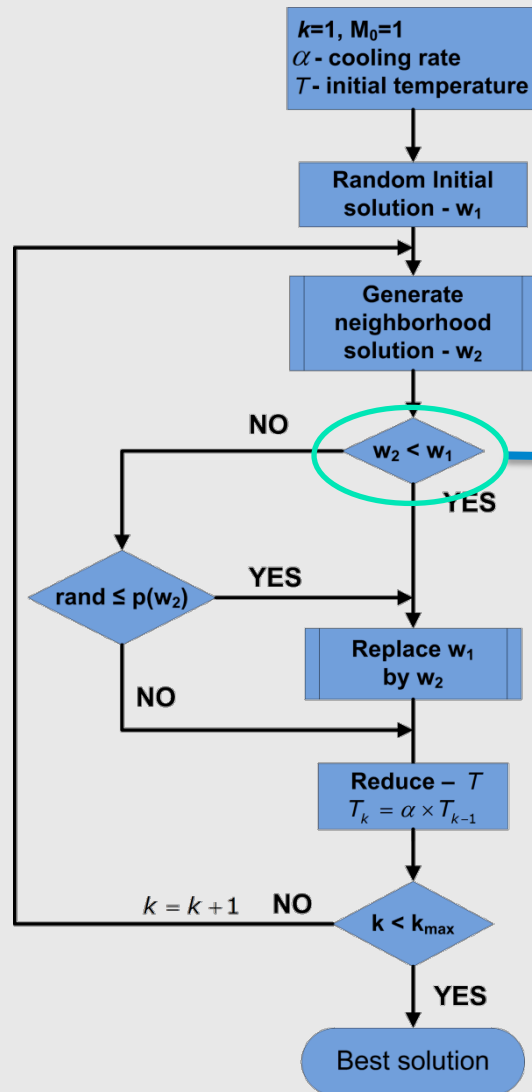 k=1, M₀=1
α - cooling rate
T - initial temperature
Random Initial
solution - w₁
Generate
neighborhood
solution - w₂
NO
w₂ < w₁
YES
rand ≤ p(w₂)
YES
Replace w₁
by w₂
NO
Reduce – T
Tₖ = α × Tₖ₋₁
k = k + 1
NO
k < kₘₐₓ
YES
Best solution